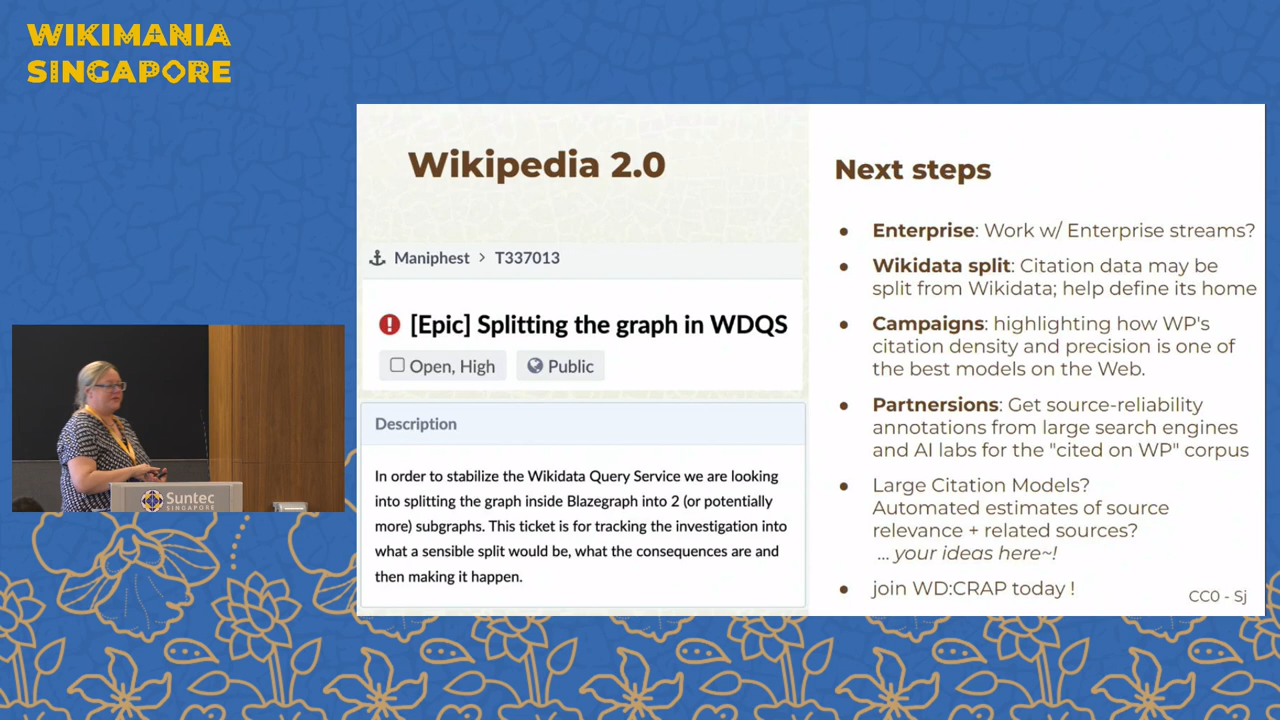 WIKIMANIA
SINGAPORE
Wikipedia 2.0
Maniphest > T337013
[Epic] Splitting the graph in WDQS
Open, High
Public
Description
In order to stabilize the Wikidata Query Service we are looking
into splitting the graph inside Blazegraph into 2 (or potentially
more) subgraphs. This ticket is for tracking the investigation into
what a sensible split would be, what the consequences are and
then making it happen.
Next steps
● Enterprise: Work w/ Enterprise streams?
● Wikidata split: Citation data may be
split from Wikidata; help define its home
● Campaigns: highlighting how WP's
citation density and precision is one of
the best models on the Web.
● Partnersions: Get source-reliability
annotations from large search engines
and AI labs for the "cited on WP" corpus
● Large Citation Models?
Automated estimates of source
relevance + related sources?
... your ideas here~!
● join WD:CRAP today !
CC0 - Sj
Suntec
SINGAPORE